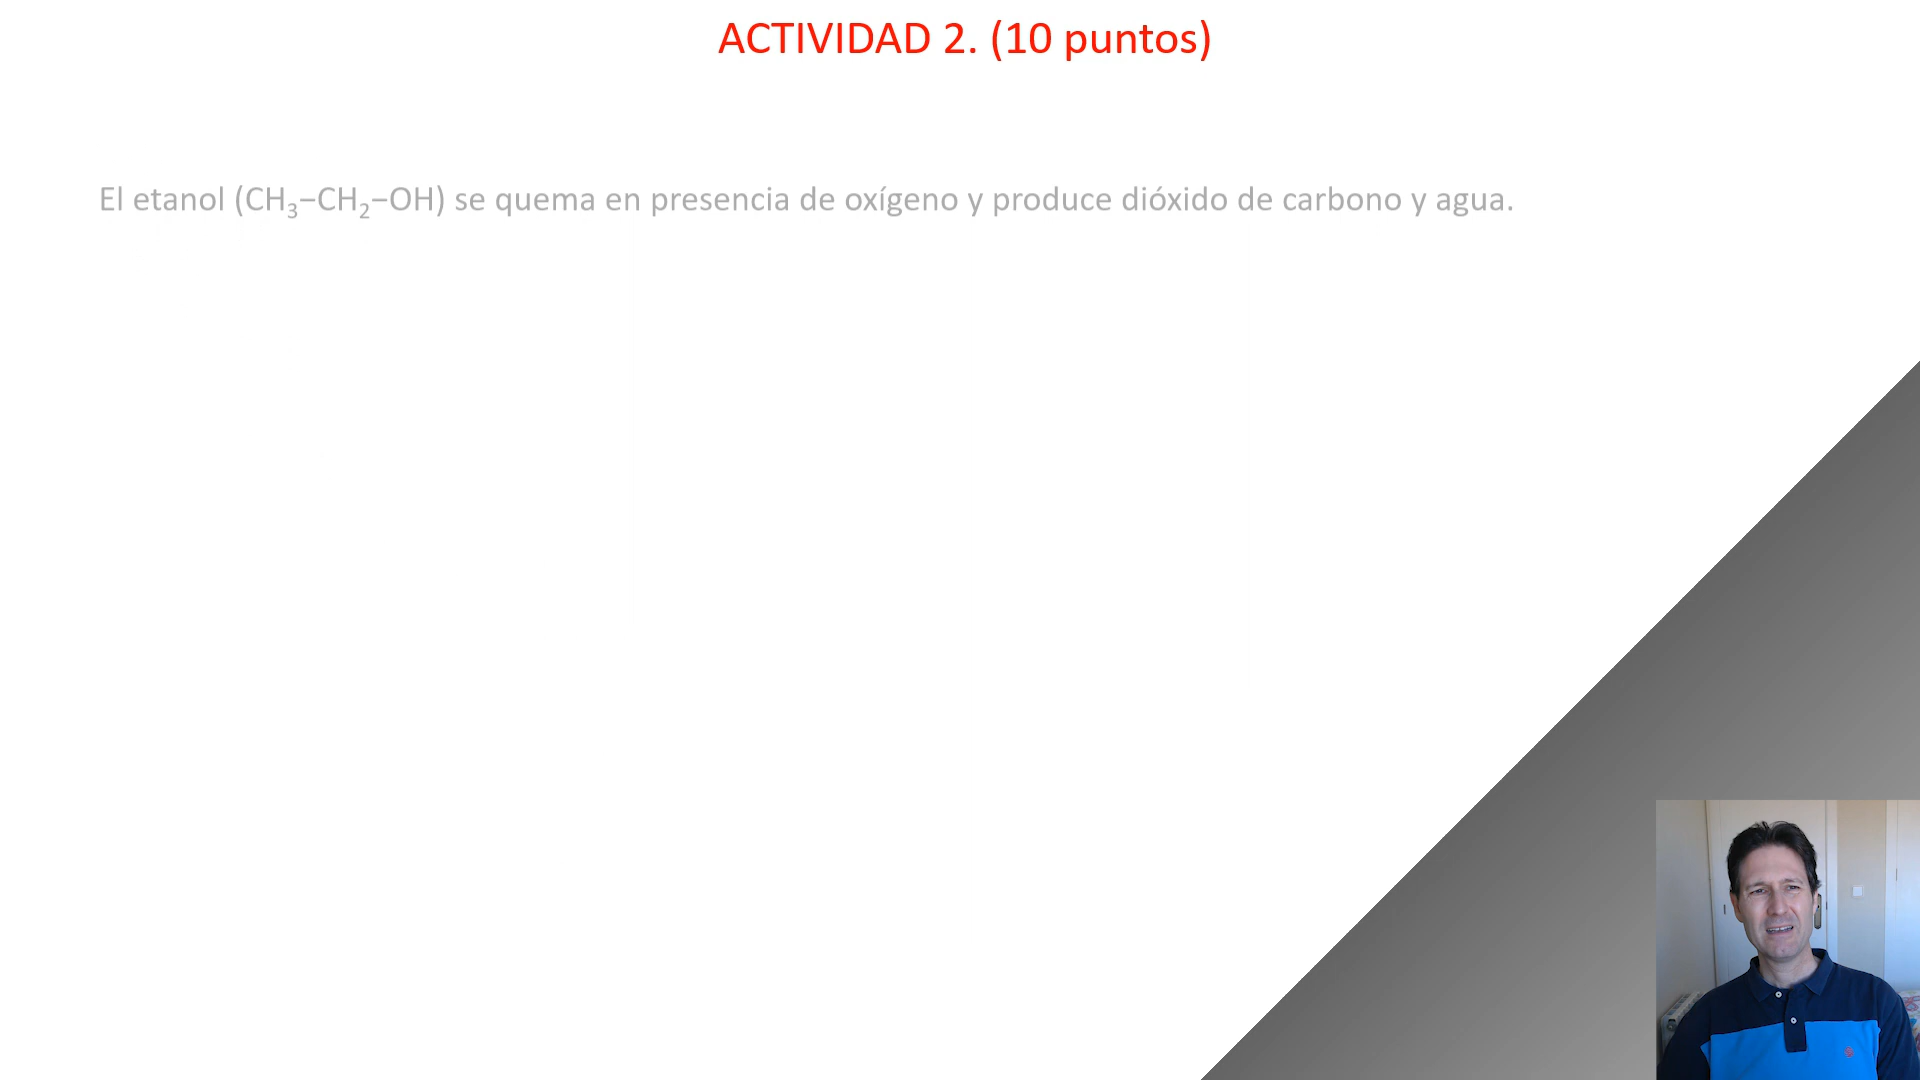 ACTIVIDAD 2. (10 puntos)
El etanol (CH₃−CH₂−OH) se quema en presencia de oxígeno y produce dióxido de carbono y agua.